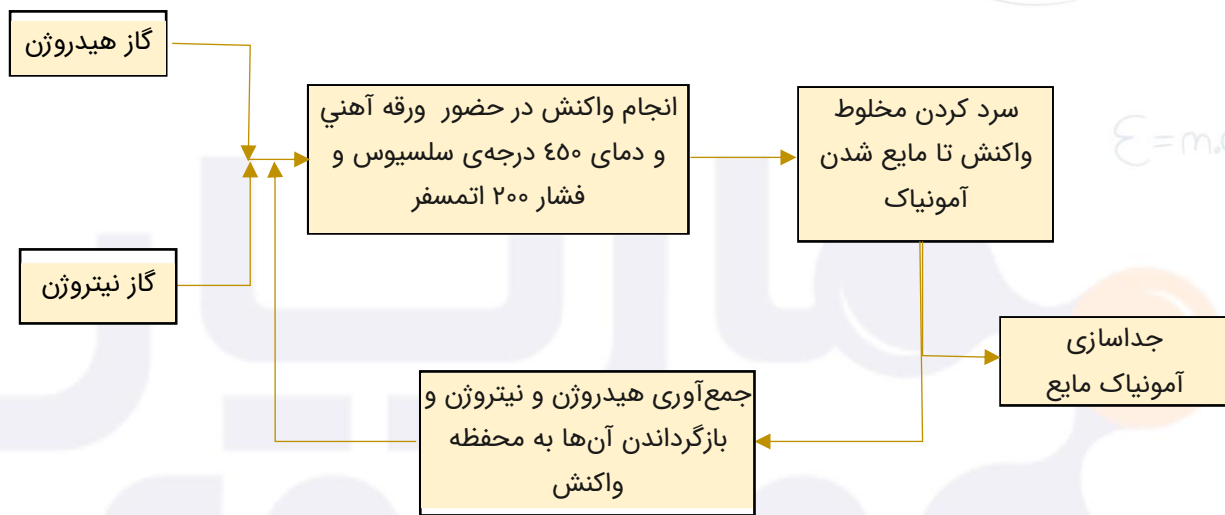 گاز هیدروژن
انجام واکنش در حضور ورقه آهني
و دمای ٤٥٠ درجه‌ی سلسیوس و
فشار ۲۰۰ اتمسفر
سرد کردن مخلوط
واکنش تا مایع شدن
آمونیاک
گاز نیتروژن
جداسازی
آمونیاک مایع
جمع‌آوری هیدروژن و نیتروژن و
بازگرداندن آن‌ها به محفظه
واکنش